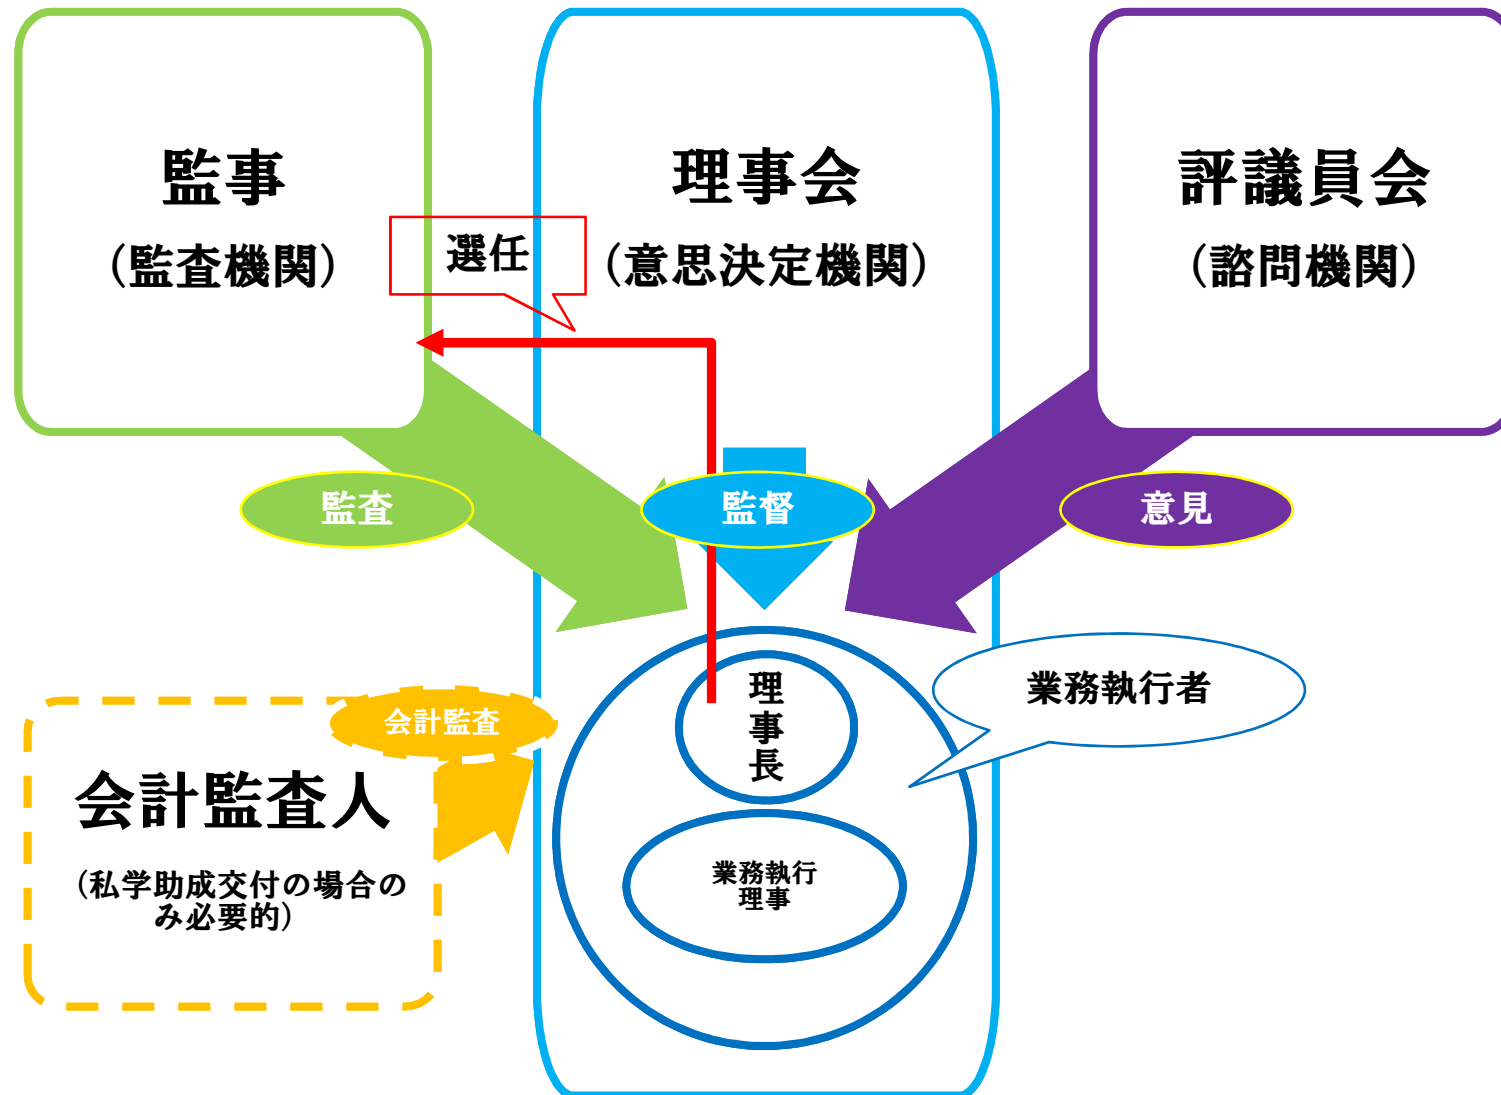 監事
（監査機関）
選任
理事会
（意思決定機関）
評議員会
（諮問機関）
監査
監督
意見
業務執行者
理事長
業務執行
理事
会計監査
会計監査人
（私学助成交付の場合の
み必要的）